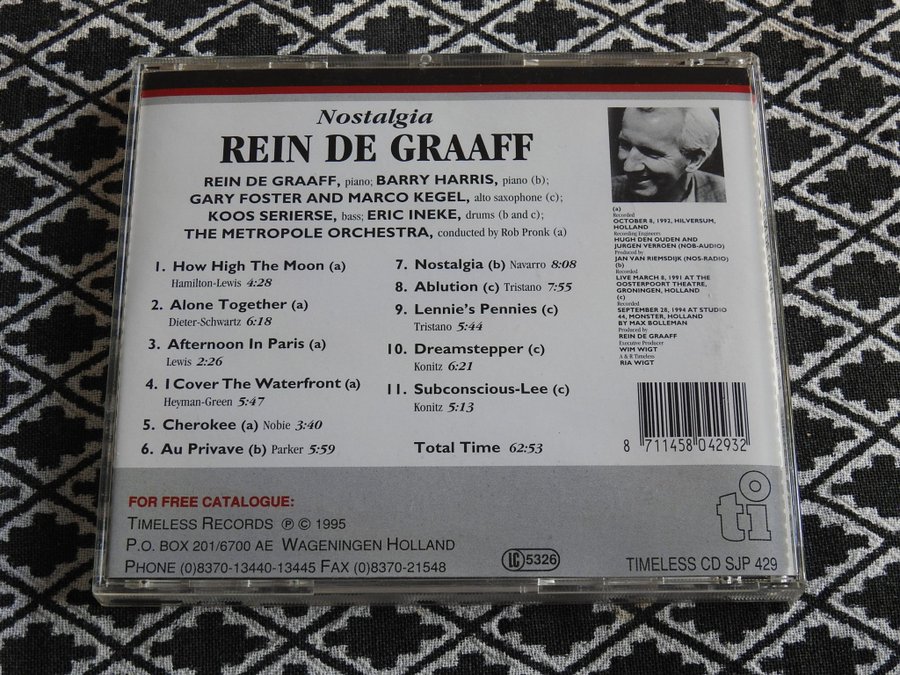 Nostalgia
REIN DE GRAAFF
REIN DE GRAAFF, piano; BARRY HARRIS, piano (b);
GARY FOSTER AND MARCO KEGEL, alto saxophone (c);
KOOS SERIERSE, bass; ERIC INEKE, drums (b and c);
THE METROPOLE ORCHESTRA, conducted by Rob Pronk (a)
1. How High The Moon (a)
Hamilton-Lewis 4:28
2. Alone Together (a)
Dieter-Schwartz 6:18
3. Afternoon In Paris (a)
Lewis 2:26
4. I Cover The Waterfront (a)
Heyman-Green 5:47
5. Cherokee (a) Nobie 3:40
6. Au Privave (b) Parker 5:59
7. Nostalgia (b) Navarro 8:08
8. Ablution (c) Tristano 7:55
9. Lennie's Pennies (c)
Tristano 5:44
10. Dreamstepper (c)
Konitz 6:21
11. Subconscious-Lee (c)
Konitz 5:13
Total Time 62:53
(a)
Recorded
OCTOBER 8, 1992, HILVERSUM,
HOLLAND
Recording Engineers
HUGH DEN OUDEN AND
JURGEN VERROEN (NOB-AUDIO)
Produced by
JAN VAN RIEMSDIJK (NOS-RADIO)
(b)
Recorded
LIVE MARCH 8, 1991 AT THE
OOSTERPOORT THEATRE,
GRONINGEN, HOLLAND
(c)
Recorded
SEPTEMBER 28, 1994 AT STUDIO
44, MONSTER, HOLLAND
BY MAX BOLLEMAN
Produced by
REIN DE GRAAFF
Executive Producer
WIM WIGT
A & R Timeless
RIA WIGT
8 711458 042932
FOR FREE CATALOGUE:
TIMELESS RECORDS ℗ © 1995
P.O. BOX 201/6700 AE WAGENINGEN HOLLAND
PHONE (0)8370-13440-13445 FAX (0)8370-21548
LC 5326
ti
TIMELESS CD SJP 429